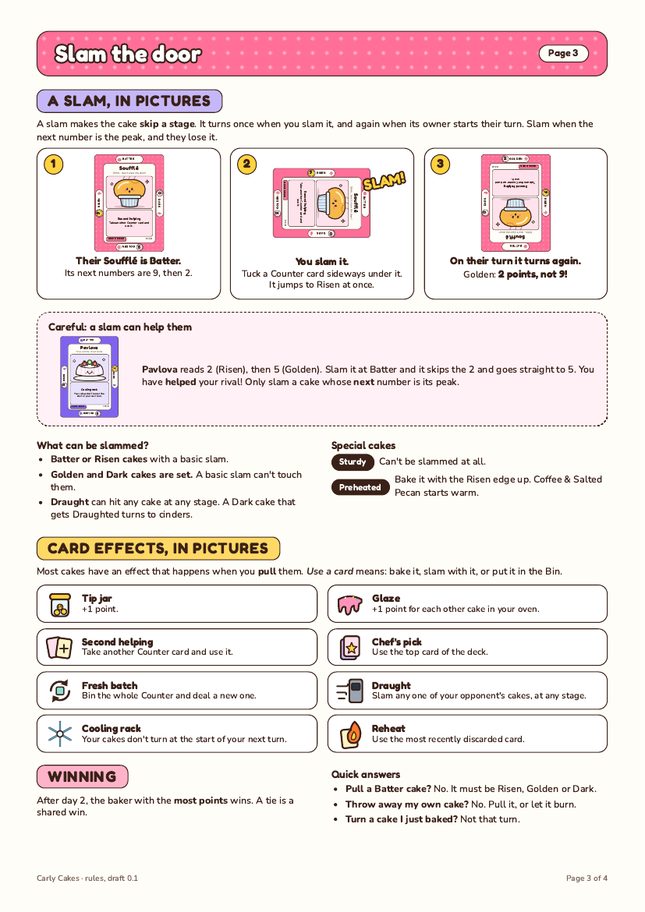 Slam the door
Page 3
A SLAM, IN PICTURES
A slam makes the cake skip a stage. It turns once when you slam it, and again when its owner starts their turn. Slam when the
next number is the peak, and they lose it.
1
Soufflé
Second helping
Their Soufflé is Batter.
Its next numbers are 9, then 2.
2
SLAM!
Soufflé
Second helping
You slam it.
Tuck a Counter card sideways under it.
It jumps to Risen at once.
3
Soufflé
Second helping
On their turn it turns again.
Golden: 2 points, not 9!
Careful: a slam can help them
Pavlova
Cooling rack
Pavlova reads 2 (Risen), then 5 (Golden). Slam it at Batter and it skips the 2 and goes straight to 5. You
have helped your rival! Only slam a cake whose next number is its peak.
What can be slammed?
• Batter or Risen cakes with a basic slam.
• Golden and Dark cakes are set. A basic slam can't touch
them.
• Draught can hit any cake at any stage. A Dark cake that
gets Draughted turns to cinders.
Special cakes
Sturdy Can't be slammed at all.
Preheated Bake it with the Risen edge up. Coffee & Salted
Pecan starts warm.
CARD EFFECTS, IN PICTURES
Most cakes have an effect that happens when you pull them. Use a card means: bake it, slam with it, or put it in the Bin.
Tip jar
+1 point.
Glaze
+1 point for each other cake in your oven.
Second helping
Take another Counter card and use it.
Chef's pick
Use the top card of the deck.
Fresh batch
Bin the whole Counter and deal a new one.
Draught
Slam any one of your opponent's cakes, at any stage.
Cooling rack
Your cakes don't turn at the start of your next turn.
Reheat
Use the most recently discarded card.
WINNING
After day 2, the baker with the most points wins. A tie is a
shared win.
Quick answers
• Pull a Batter cake? No. It must be Risen, Golden or Dark.
• Throw away my own cake? No. Pull it, or let it burn.
• Turn a cake I just baked? Not that turn.
Carly Cakes · rules, draft 0.1
Page 3 of 4